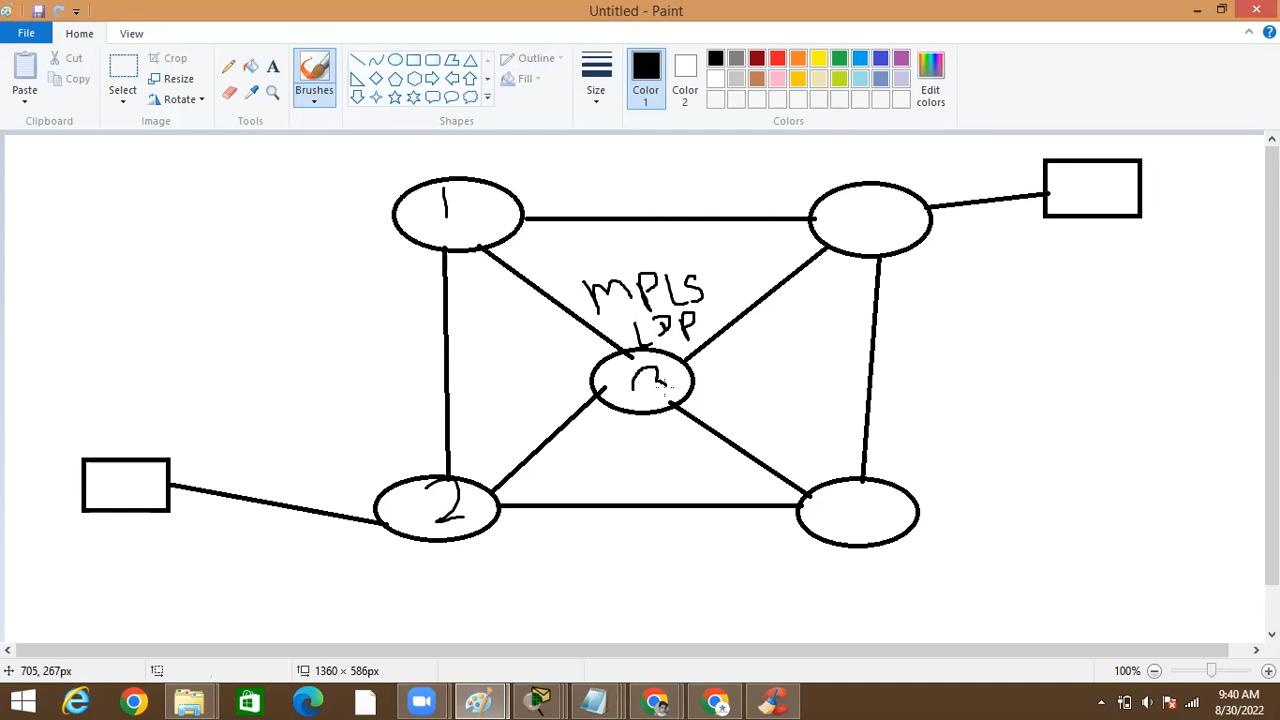 Untitled - Paint
File
Home
View
Paste
Cut
Copy
Clipboard
Select
Crop
Resize
Rotate
Image
Tools
Brushes
Shapes
Outline
Fill
Size
Color 1
Color 2
Edit colors
Colors
1
MPLS
LDP
2
705, 267px
1360 × 586px
100%
9:40 AM
8/30/2022